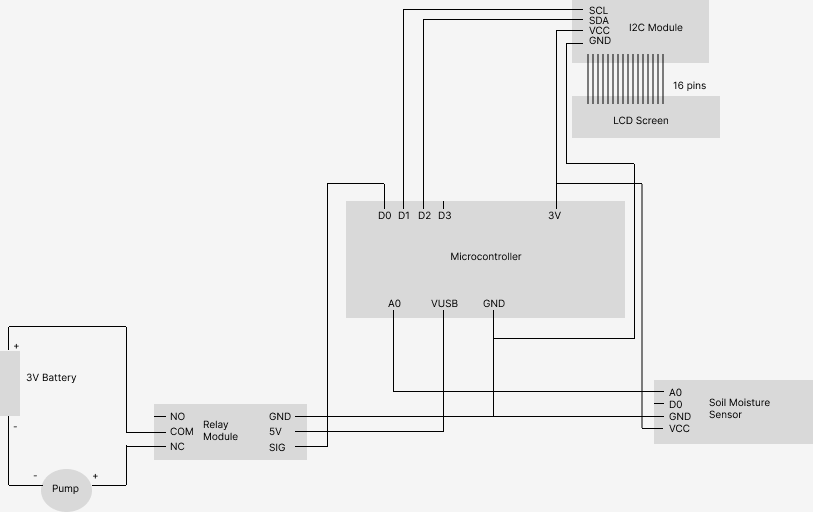 SCL
SDA
VCC
GND
I2C Module
16 pins
LCD Screen
D0 D1 D2 D3 3V
Microcontroller
A0 VUSB GND
+
3V Battery
-
- +
Pump
NO
COM
NC
Relay
Module
GND
5V
SIG
A0
D0
GND
VCC
Soil Moisture
Sensor